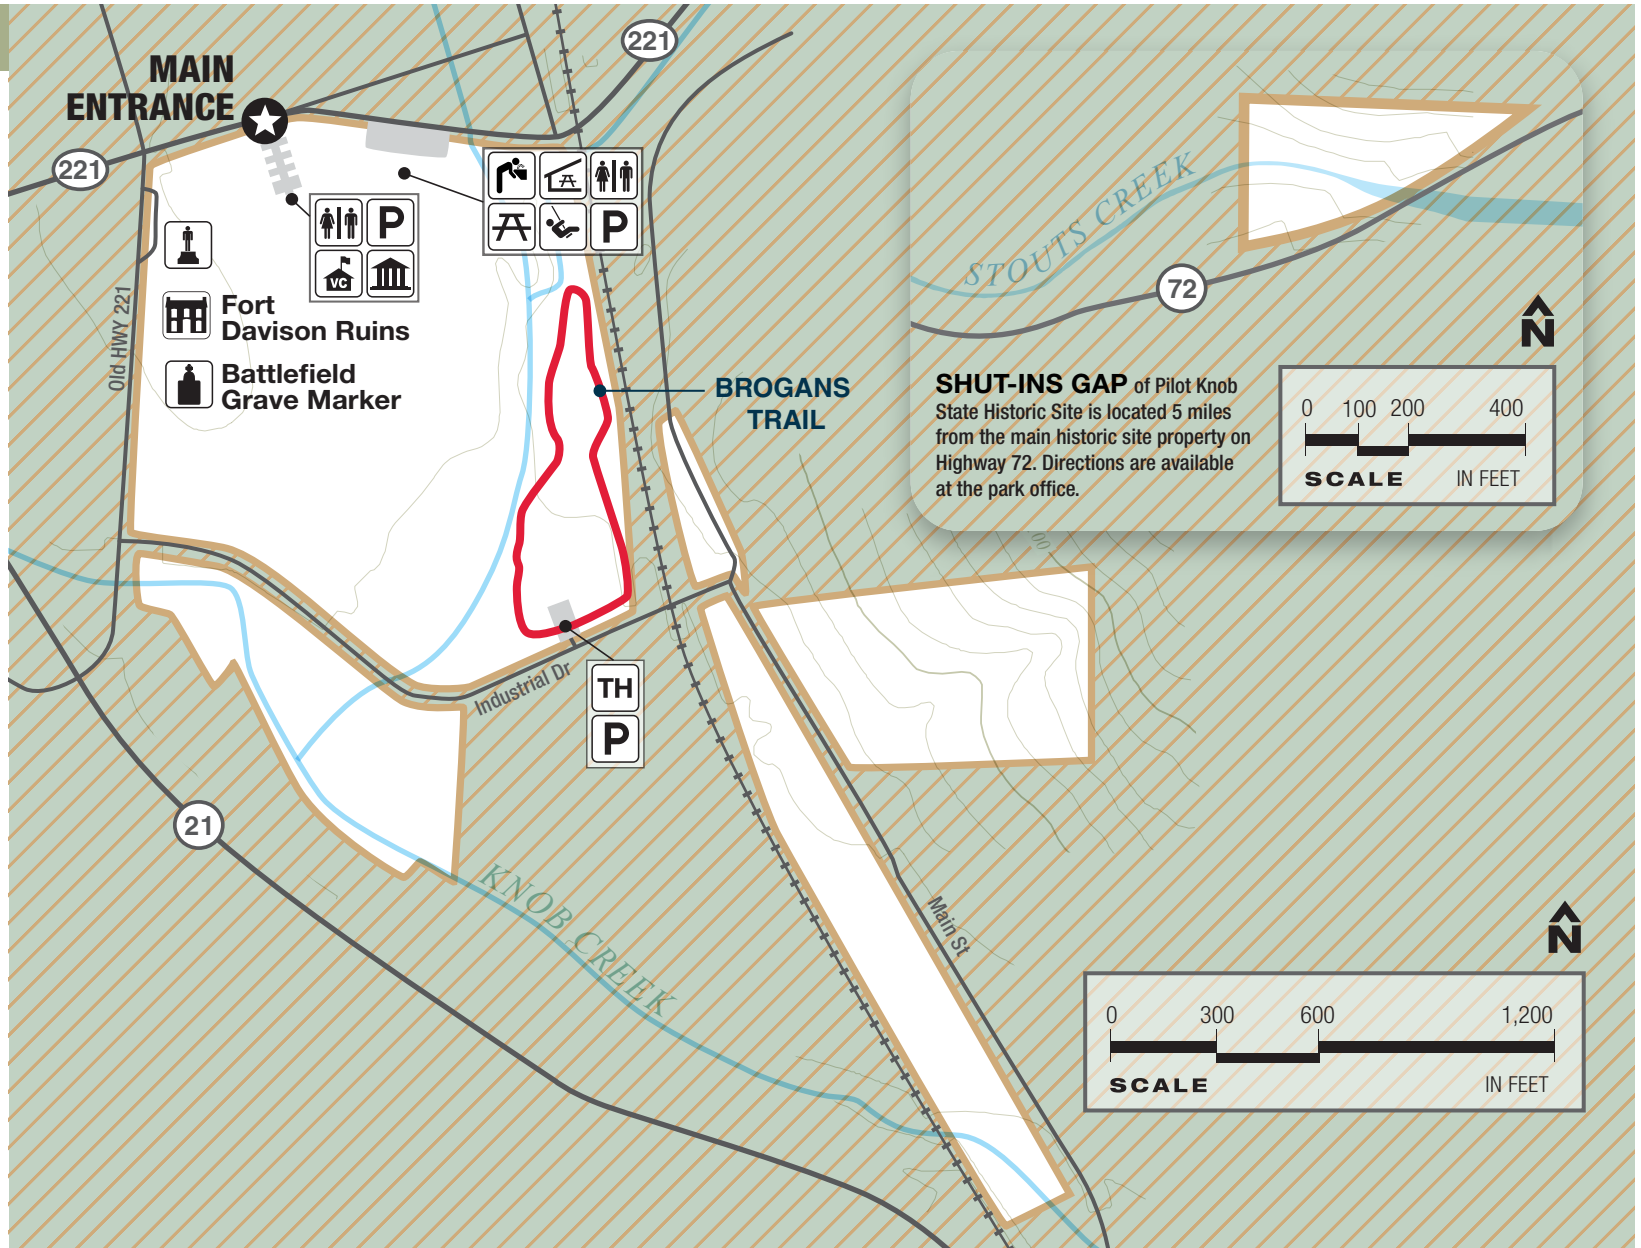 MAIN
ENTRANCE
221
221
P
VC
P
Fort
Davison Ruins
Battlefield
Grave Marker
Old HWY 221
BROGANS
TRAIL
Industrial Dr
TH
P
21
KNOB CREEK
Main St
STOUTS CREEK
72
N
SHUT-INS GAP of Pilot Knob
State Historic Site is located 5 miles
from the main historic site property on
Highway 72. Directions are available
at the park office.
0 100 200 400
SCALE IN FEET
N
0 300 600 1,200
SCALE IN FEET